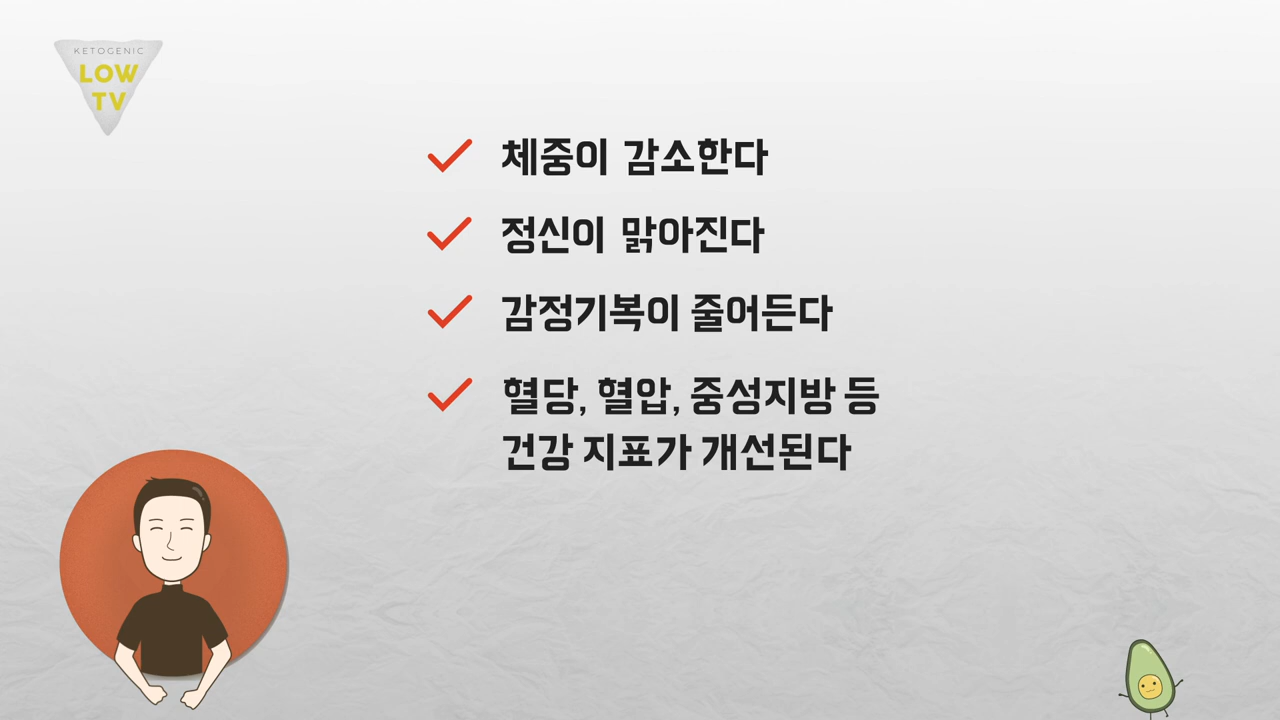 KETOGENIC
LOW
TV
체중이 감소한다
정신이 맑아진다
감정기복이 줄어든다
혈당, 혈압, 중성지방 등
건강 지표가 개선된다